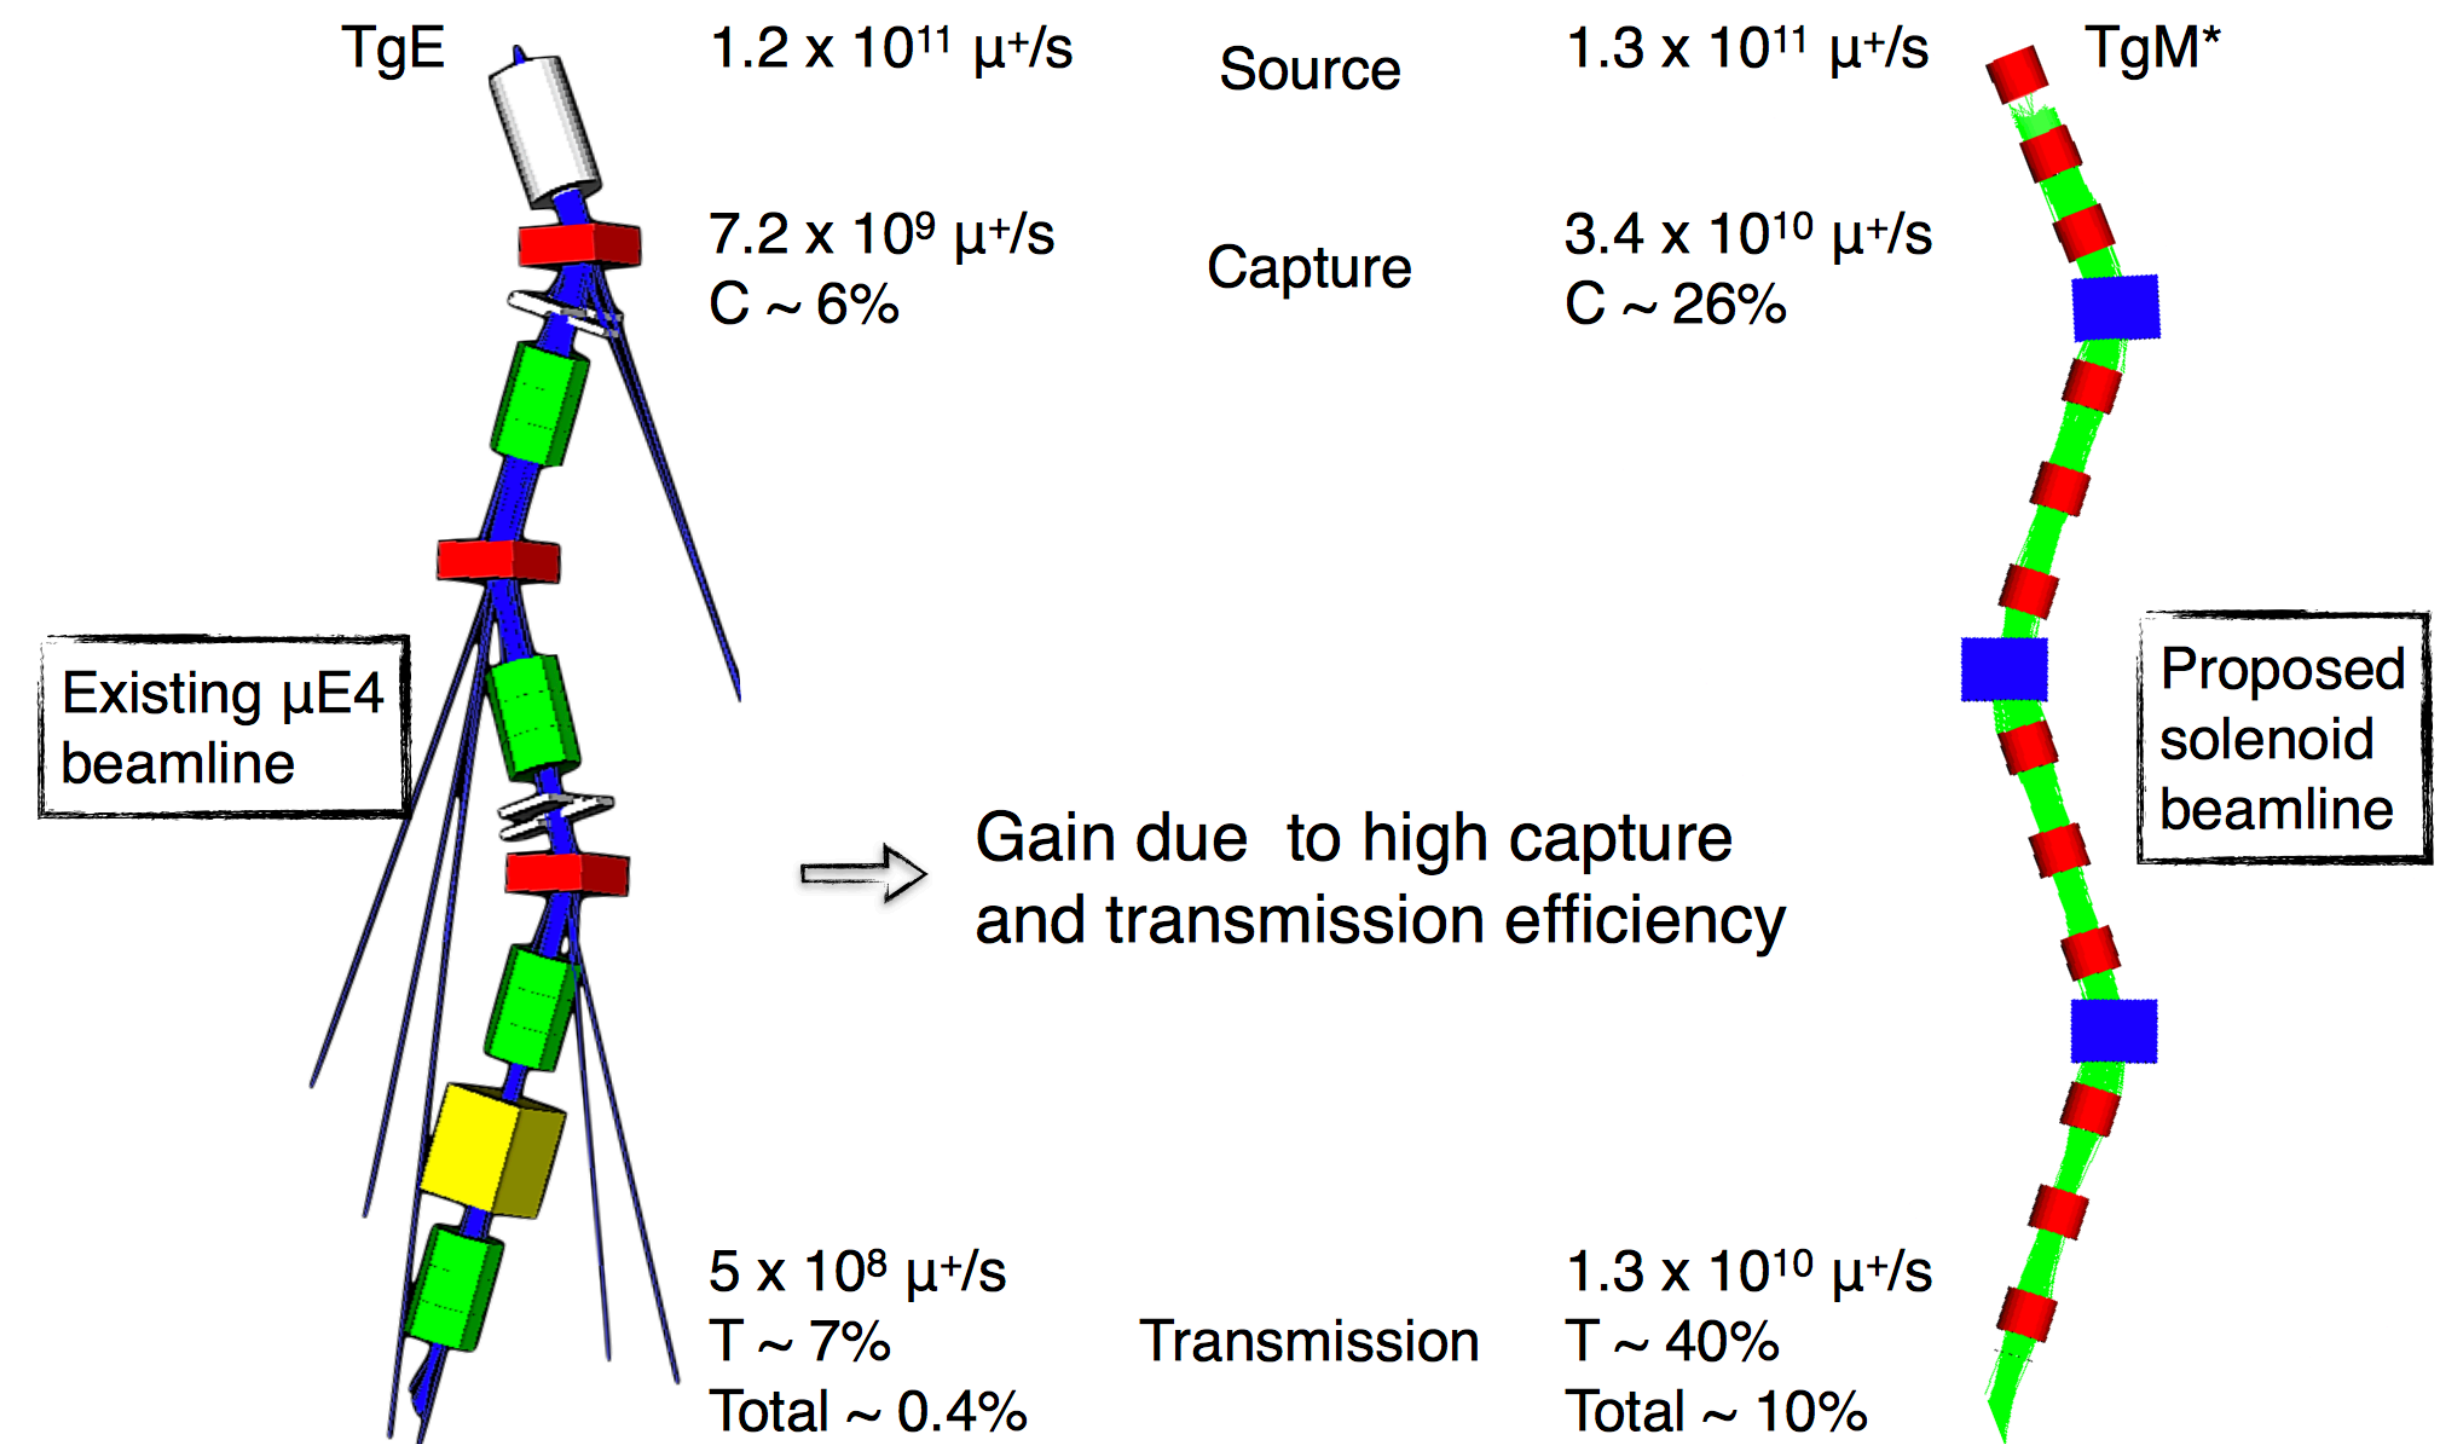 TgE
1.2 x 10¹¹ μ⁺/s
Source
1.3 x 10¹¹ μ⁺/s
TgM*
7.2 x 10⁹ μ⁺/s
C ~ 6%
Capture
3.4 x 10¹⁰ μ⁺/s
C ~ 26%
Existing μE4
beamline
Proposed
solenoid
beamline
Gain due to high capture
and transmission efficiency
5 x 10⁸ μ⁺/s
T ~ 7%
Total ~ 0.4%
Transmission
1.3 x 10¹⁰ μ⁺/s
T ~ 40%
Total ~ 10%